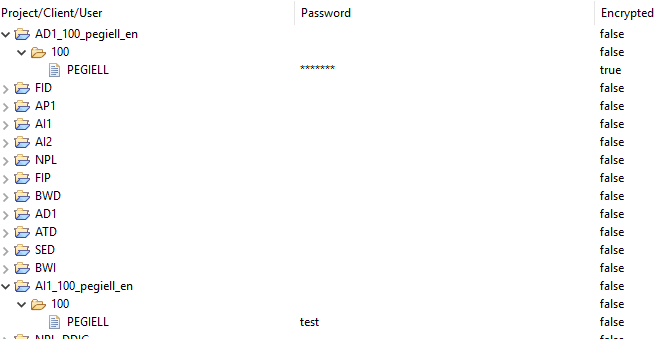 Project/Client/User Password Encrypted
AD1_100_pegiell_en false
100 false
PEGIELL ******* true
FID false
AP1 false
AI1 false
AI2 false
NPL false
FIP false
BWD false
AD1 false
ATD false
SED false
BWI false
AI1_100_pegiell_en false
100 false
PEGIELL test false
NPL_DDIC false